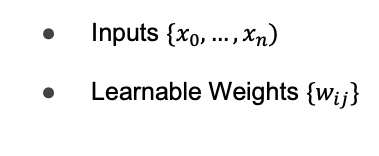 ● Inputs {𝑥₀, … , 𝑥ₙ)
● Learnable Weights {𝑤ᵢⱼ}